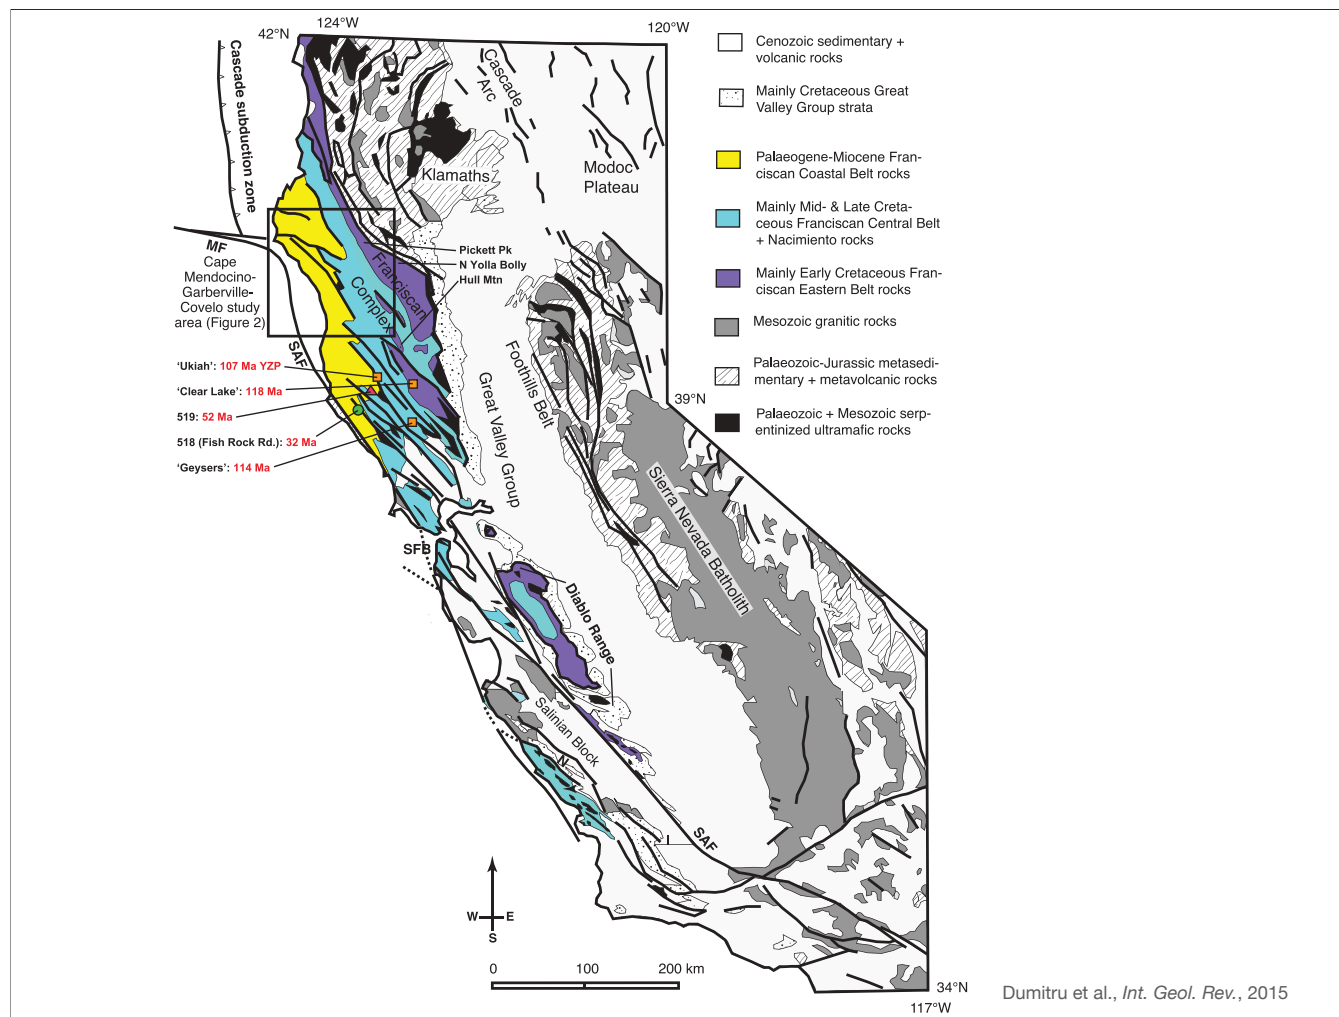 124°W
120°W
42°N
Cascade subduction zone
Cascade
Arc
Klamaths
Modoc
Plateau
MF
Cape
Mendocino-
Garberville-
Covelo study
area (Figure 2)
Pickett Pk
N Yolla Bolly
Hull Mtn
Franciscan
Complex
SAF
'Ukiah': 107 Ma YZP
'Clear Lake': 118 Ma
519: 52 Ma
518 (Fish Rock Rd.): 32 Ma
'Geysers': 114 Ma
Great Valley Group
Foothills Belt
39°N
Sierra Nevada Batholith
SFB
Diablo Range
Salinian Block
N
SAF
W E
S
0 100 200 km
34°N
117°W
Cenozoic sedimentary +
volcanic rocks
Mainly Cretaceous Great
Valley Group strata
Palaeogene-Miocene Fran-
ciscan Coastal Belt rocks
Mainly Mid- & Late Creta-
ceous Franciscan Central Belt
+ Nacimiento rocks
Mainly Early Cretaceous Fran-
ciscan Eastern Belt rocks
Mesozoic granitic rocks
Palaeozoic-Jurassic metasedi-
mentary + metavolcanic rocks
Palaeozoic + Mesozoic serp-
entinized ultramafic rocks
Dumitru et al., Int. Geol. Rev., 2015